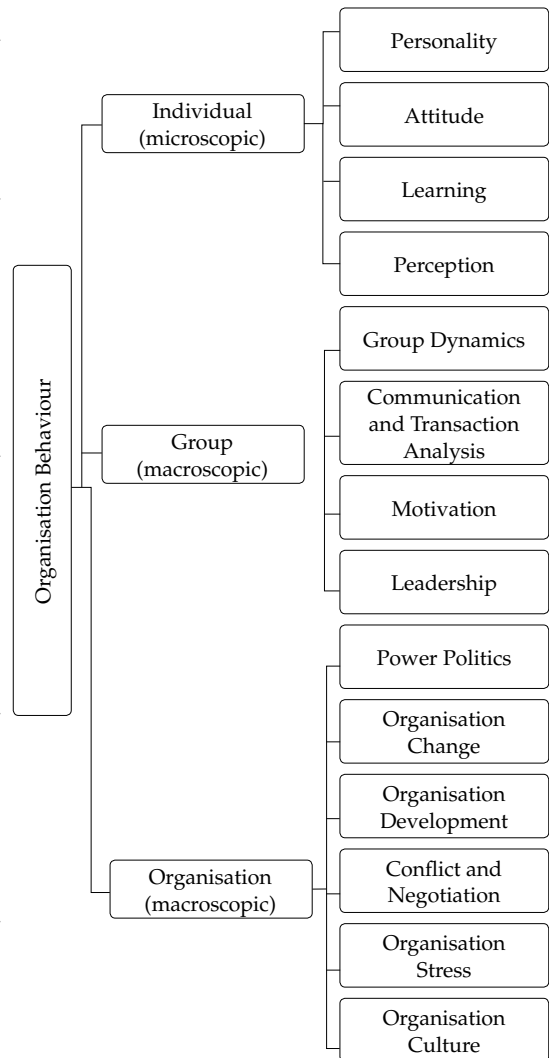 Organisation Behaviour
Individual
(microscopic)
Personality
Attitude
Learning
Perception
Group
(macroscopic)
Group Dynamics
Communication
and Transaction
Analysis
Motivation
Leadership
Organisation
(macroscopic)
Power Politics
Organisation
Change
Organisation
Development
Conflict and
Negotiation
Organisation
Stress
Organisation
Culture